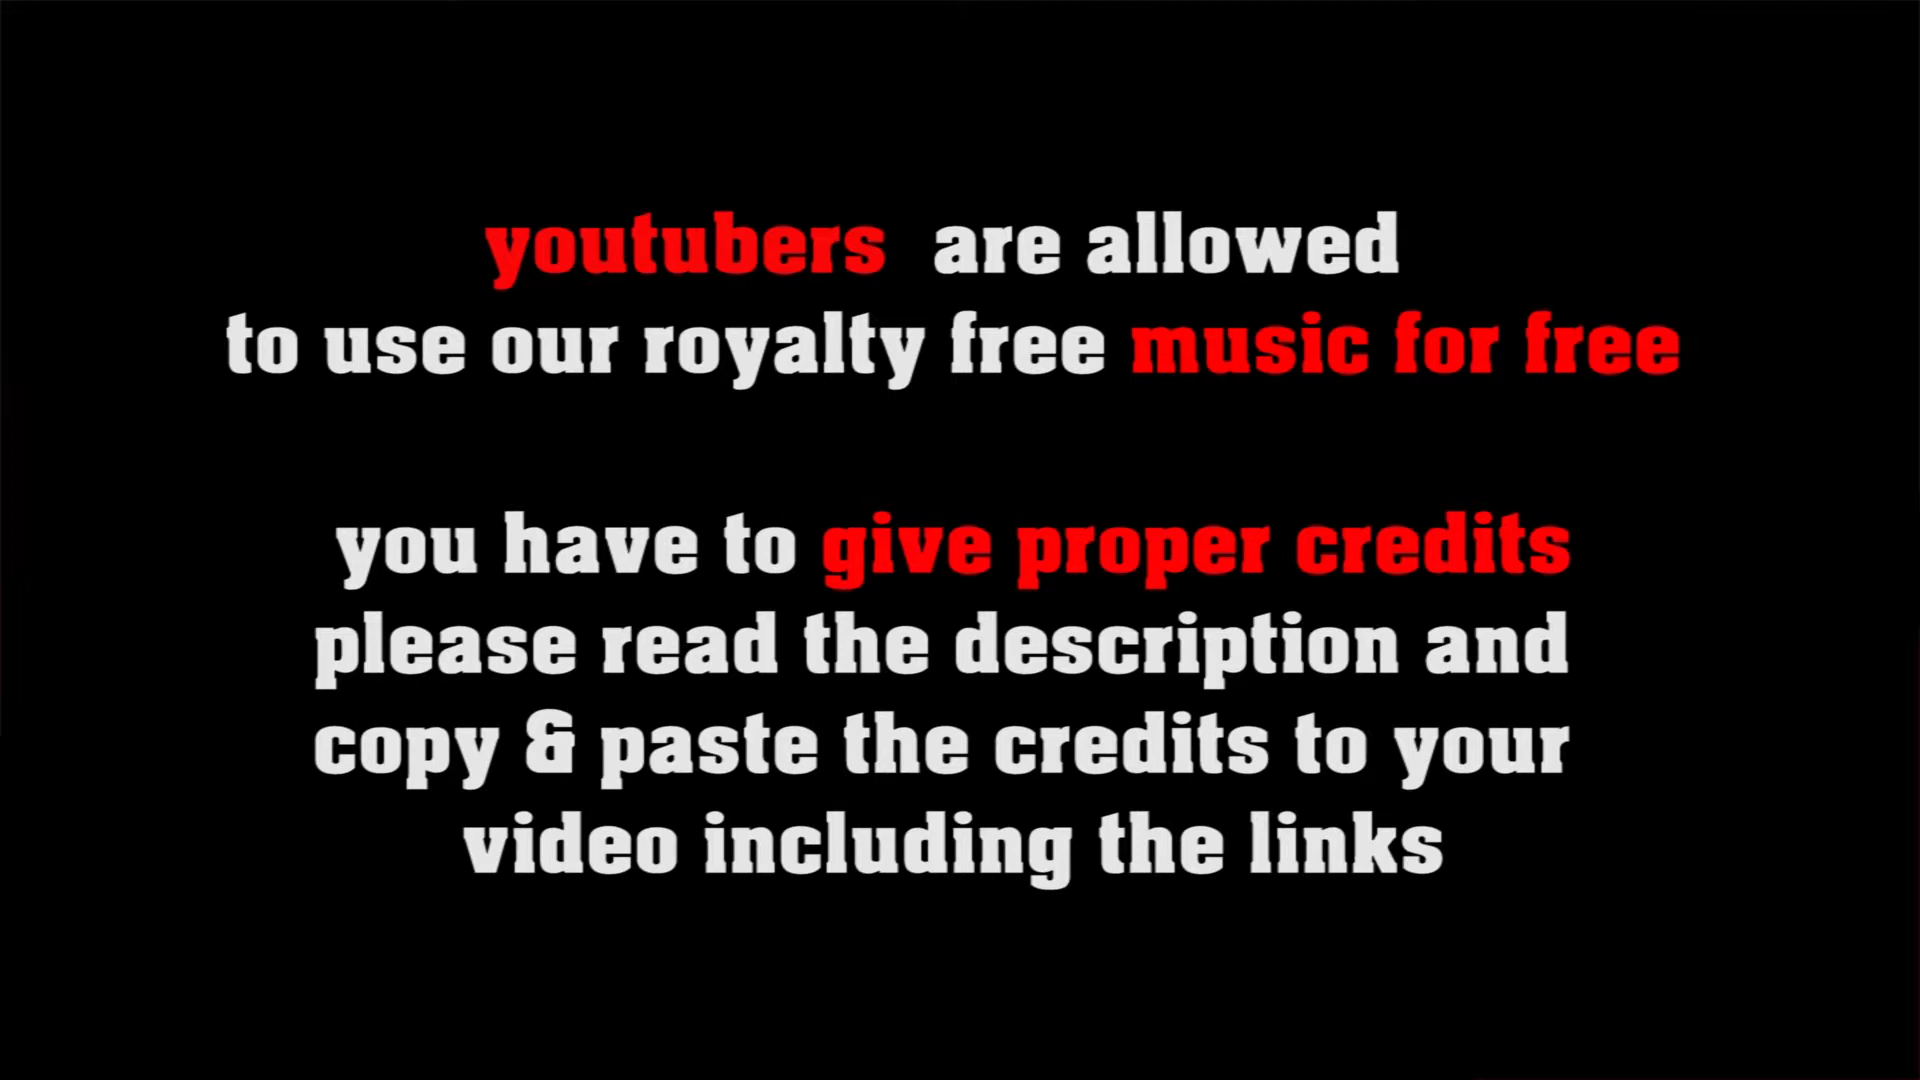 youtubers are allowed
to use our royalty free music for free
you have to give proper credits
please read the description and
copy & paste the credits to your
video including the links